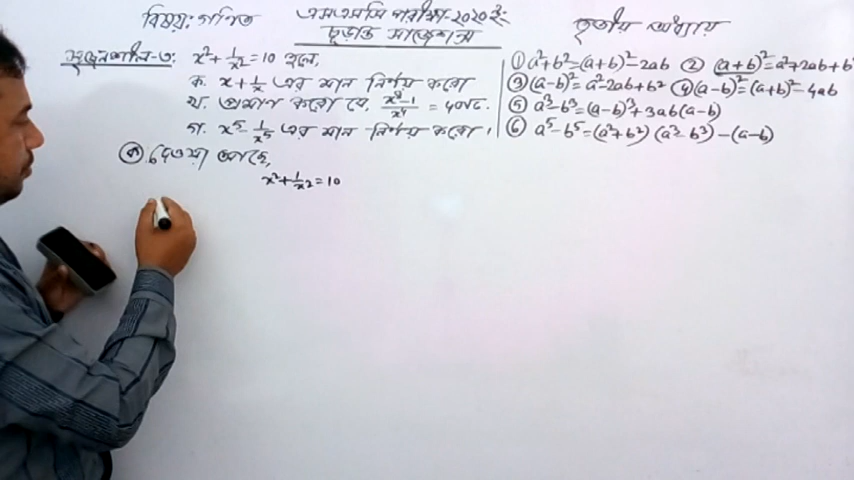 বিষয়: গণিত
এসএসসি পরীক্ষা-২০২০ইং
চূড়ান্ত সাজেশান্স
তৃতীয় অধ্যায়
সৃজনশীল-৩: x² + 1/x² = 10 হলে,
ক. x + 1/x এর মান নির্ণয় করো
খ. প্রমাণ করো যে, (x⁸-1)/x⁴ =
গ. x⁵ - 1/x⁵ এর মান নির্ণয় করো।
① a²+b² = (a+b)² - 2ab ② (a+b)² = a²+2ab+b²
③ (a-b)² = a²-2ab+b² ④ (a-b)² = (a+b)² - 4ab
⑤ a³-b³ = (a-b)³ + 3ab(a-b)
⑥ a⁵-b⁵ = (a²+b²) (a³-b³) - (a-b)
ⓚ দেওয়া আছে,
x² + 1/x² = 10